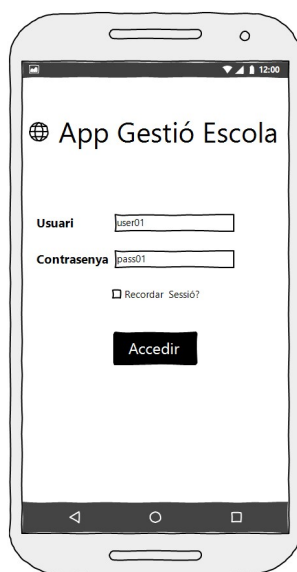 12:00
App Gestió Escola
Usuari user01
Contrasenya pass01
Recordar Sessió?
Accedir